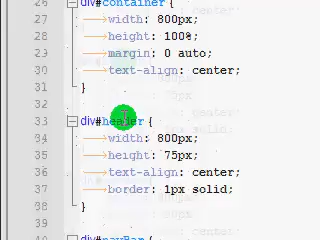 26 div#container{
27 width: 800px;
28 height: 100%;
29 margin: 0 auto;
30 text-align: center;
31 }
32
33 div#header{
34 width: 800px;
35 height: 75px;
36 text-align: center;
37 border: 1px solid;
38 }
39
40 div#navBar{